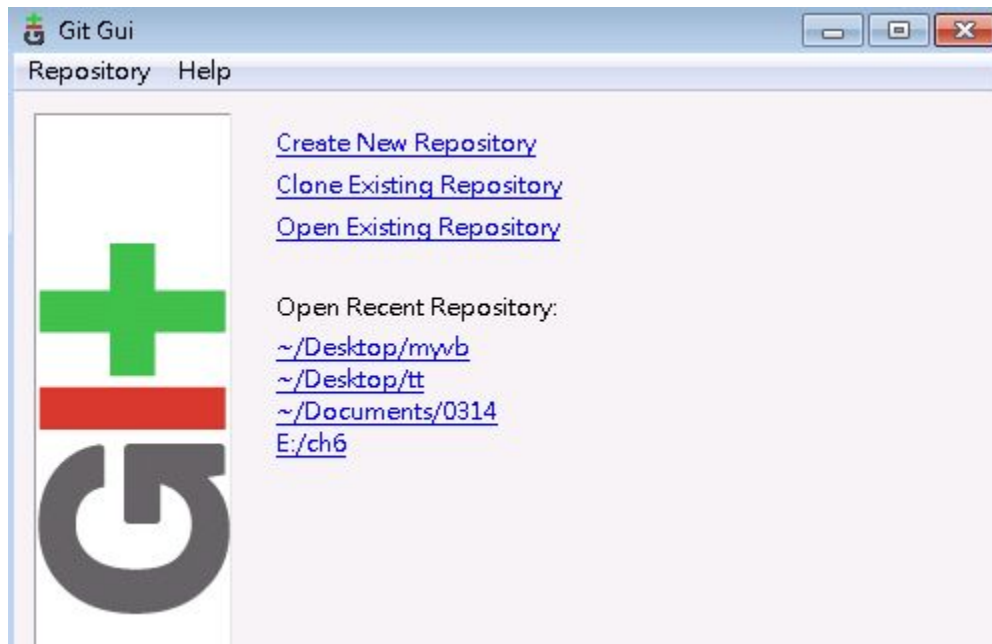 Git Gui
Repository Help
Create New Repository
Clone Existing Repository
Open Existing Repository
Open Recent Repository:
~/Desktop/myvb
~/Desktop/tt
~/Documents/0314
E:/ch6
Git